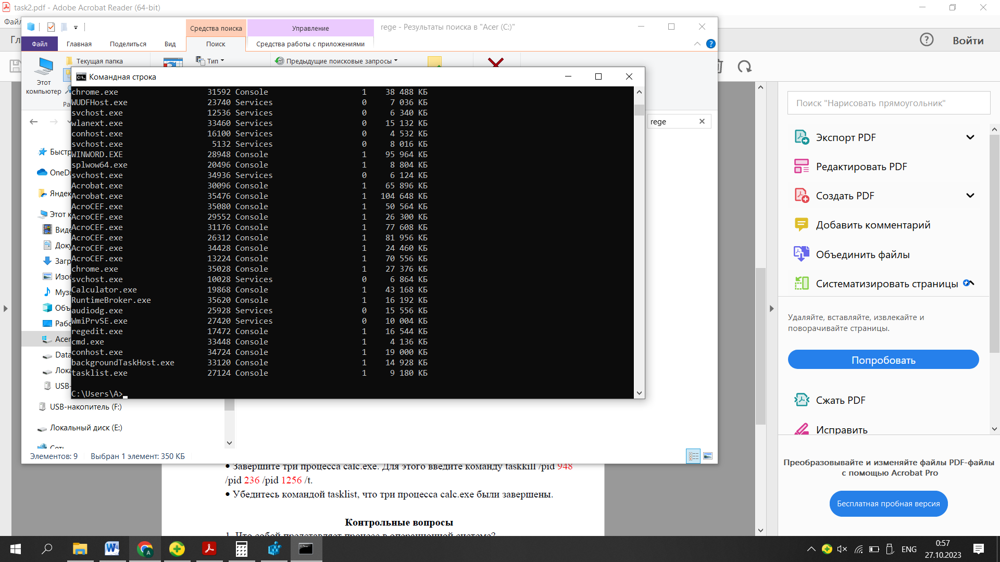 task2.pdf - Adobe Acrobat Reader (64-bit)
Файл
Средства поиска
Управление
rege - Результаты поиска в "Acer (C:)"
Файл
Главная
Поделиться
Вид
Поиск
Средства работы с приложениями
Войти
Этот компьютер
Текущая папка
Тип
Предыдущие поисковые запросы
Командная строка
chrome.exe 31592 Console 1 38 488 КБ
WUDFHost.exe 23740 Services 0 7 036 КБ
svchost.exe 12536 Services 0 6 340 КБ
wlanext.exe 33460 Services 0 15 132 КБ
conhost.exe 16100 Services 0 4 532 КБ
svchost.exe 5132 Services 0 8 016 КБ
WINWORD.EXE 28948 Console 1 95 964 КБ
splwow64.exe 20496 Console 1 8 804 КБ
svchost.exe 34936 Services 0 6 124 КБ
Acrobat.exe 30096 Console 1 65 896 КБ
Acrobat.exe 35476 Console 1 104 648 КБ
AcroCEF.exe 35080 Console 1 50 564 КБ
AcroCEF.exe 29552 Console 1 26 300 КБ
AcroCEF.exe 31176 Console 1 77 608 КБ
AcroCEF.exe 26312 Console 1 81 956 КБ
AcroCEF.exe 34428 Console 1 24 460 КБ
AcroCEF.exe 13224 Console 1 70 556 КБ
chrome.exe 35028 Console 1 27 376 КБ
svchost.exe 10028 Services 0 6 864 КБ
Calculator.exe 19868 Console 1 43 168 КБ
RuntimeBroker.exe 35620 Console 1 16 192 КБ
audiodg.exe 25928 Services 0 15 556 КБ
WmiPrvSE.exe 27420 Services 0 10 004 КБ
regedit.exe 17472 Console 1 16 544 КБ
cmd.exe 33448 Console 1 4 136 КБ
conhost.exe 34724 Console 1 19 000 КБ
backgroundTaskHost.exe 33120 Console 1 14 928 КБ
tasklist.exe 27124 Console 1 9 180 КБ
C:\Users\A>
rege
Быстр
OneDr
Яндек
Этот к
Виде
Доку
Загр
Изоб
Музы
Объ
Рабо
Acer
Data
Лока
USB-
USB-накопитель (F:)
Локальный диск (E:)
Сеть
Элементов: 9
Выбран 1 элемент: 350 КБ
• Завершите три процесса calc.exe. Для этого введите команду taskkill /pid 948
/pid 236 /pid 1256 /t.
• Убедитесь командой tasklist, что три процесса calc.exe были завершены.
Контрольные вопросы
1. Что собой представляет процесс в операционной системе?
Поиск "Нарисовать прямоугольник"
Экспорт PDF
Редактировать PDF
Создать PDF
Добавить комментарий
Объединить файлы
Систематизировать страницы
Удаляйте, вставляйте, извлекайте и
поворачивайте страницы.
Попробовать
Сжать PDF
Исправить
Преобразовывайте и изменяйте файлы PDF-файлы
с помощью Acrobat Pro
Бесплатная пробная версия
ENG
0:57
27.10.2023